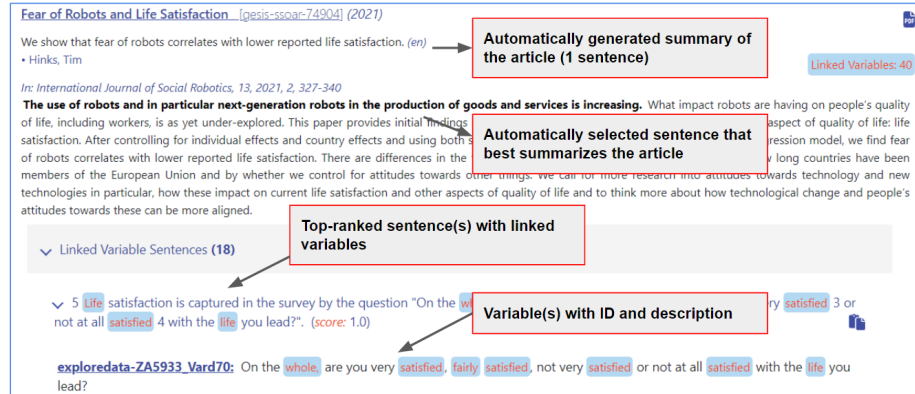 Fear of Robots and Life Satisfaction [gesis-ssoar-74904] (2021)
PDF
We show that fear of robots correlates with lower reported life satisfaction. (en)
• Hinks, Tim
Automatically generated summary of
the article (1 sentence)
Linked Variables: 40
In: International Journal of Social Robotics, 13, 2021, 2, 327-340
The use of robots and in particular next-generation robots in the production of goods and services is increasing. What impact robots are having on people's quality
of life, including workers, is as yet under-explored. This paper provides initial findings aspect of quality of life: life
satisfaction. After controlling for individual effects and country effects and using both gression model, we find fear
of robots correlates with lower reported life satisfaction. There are differences in the long countries have been
members of the European Union and by whether we control for attitudes towards other things. We call for more research into attitudes towards technology and new
technologies in particular, how these impact on current life satisfaction and other aspects of quality of life and to think more about how technological change and people's
attitudes towards these can be more aligned.
Automatically selected sentence that
best summarizes the article
Top-ranked sentence(s) with linked
variables
Linked Variable Sentences (18)
5 Life satisfaction is captured in the survey by the question "On the satisfied 3 or
not at all satisfied 4 with the life you lead?". (score: 1.0)
Variable(s) with ID and description
exploredata-ZA5933_Vard70: On the whole, are you very satisfied, fairly satisfied, not very satisfied or not at all satisfied with the life you
lead?